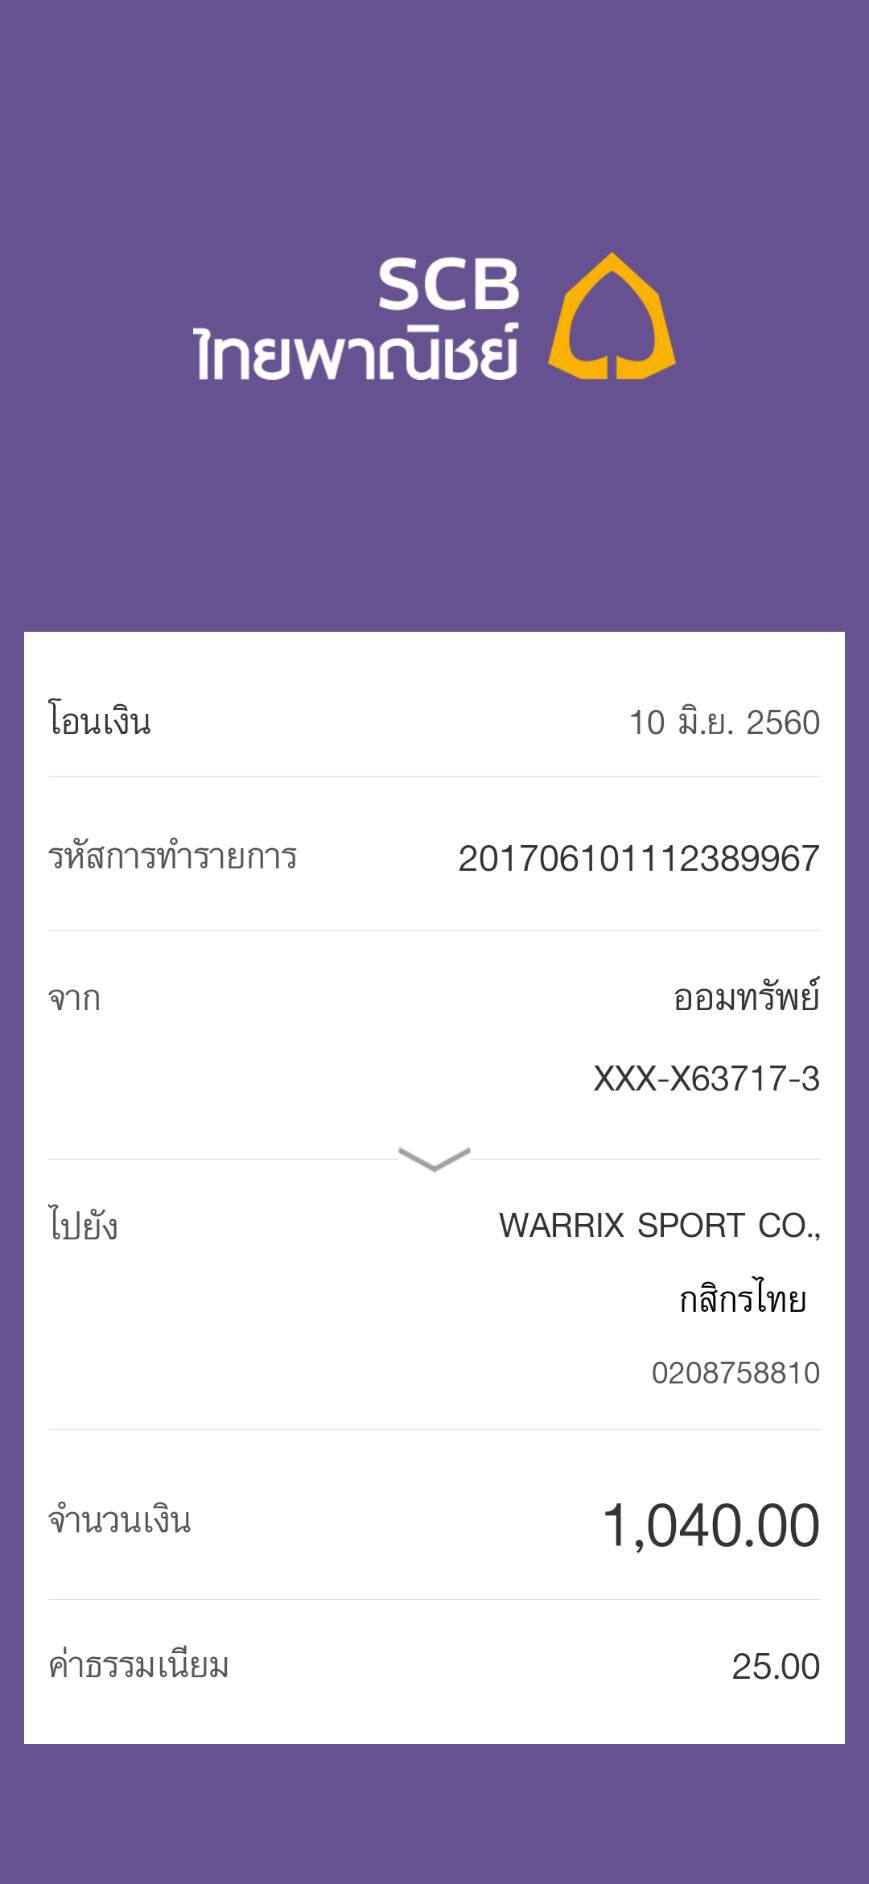 SCB
ไทยพาณิชย์
โอนเงิน 10 มิ.ย. 2560
รหัสการทำรายการ 201706101112389967
จาก ออมทรัพย์
XXX-X63717-3
ไปยัง WARRIX SPORT CO.,
กสิกรไทย
0208758810
จำนวนเงิน 1,040.00
ค่าธรรมเนียม 25.00